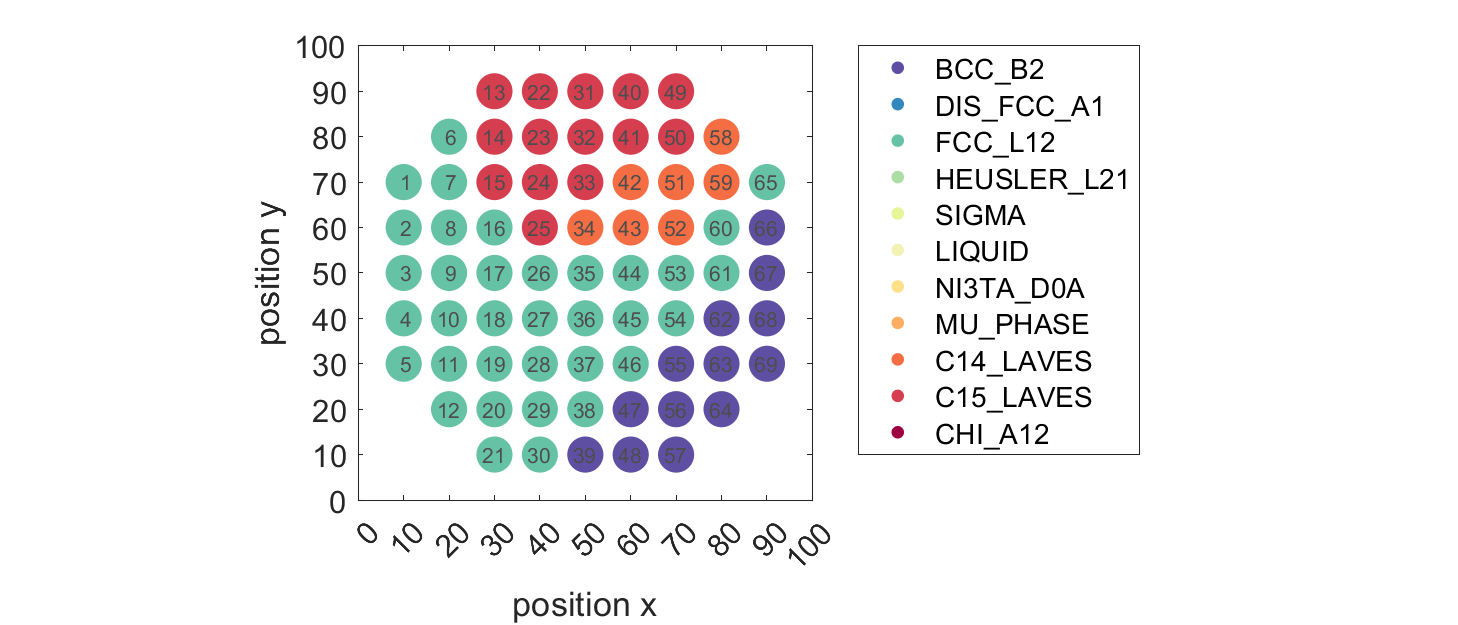 100
90
80
70
60
50
40
30
20
10
0
position y
13 22 31 40 49
6 14 23 32 41 50 58
1 7 15 24 33 42 51 59 65
2 8 16 25 34 43 52 60 66
3 9 17 26 35 44 53 61 67
4 10 18 27 36 45 54 62 68
5 11 19 28 37 46 55 63 69
12 20 29 38 47 56 64
21 30 39 48 57
0 10 20 30 40 50 60 70 80 90 100
position x
BCC_B2
DIS_FCC_A1
FCC_L12
HEUSLER_L21
SIGMA
LIQUID
NI3TA_D0A
MU_PHASE
C14_LAVES
C15_LAVES
CHI_A12